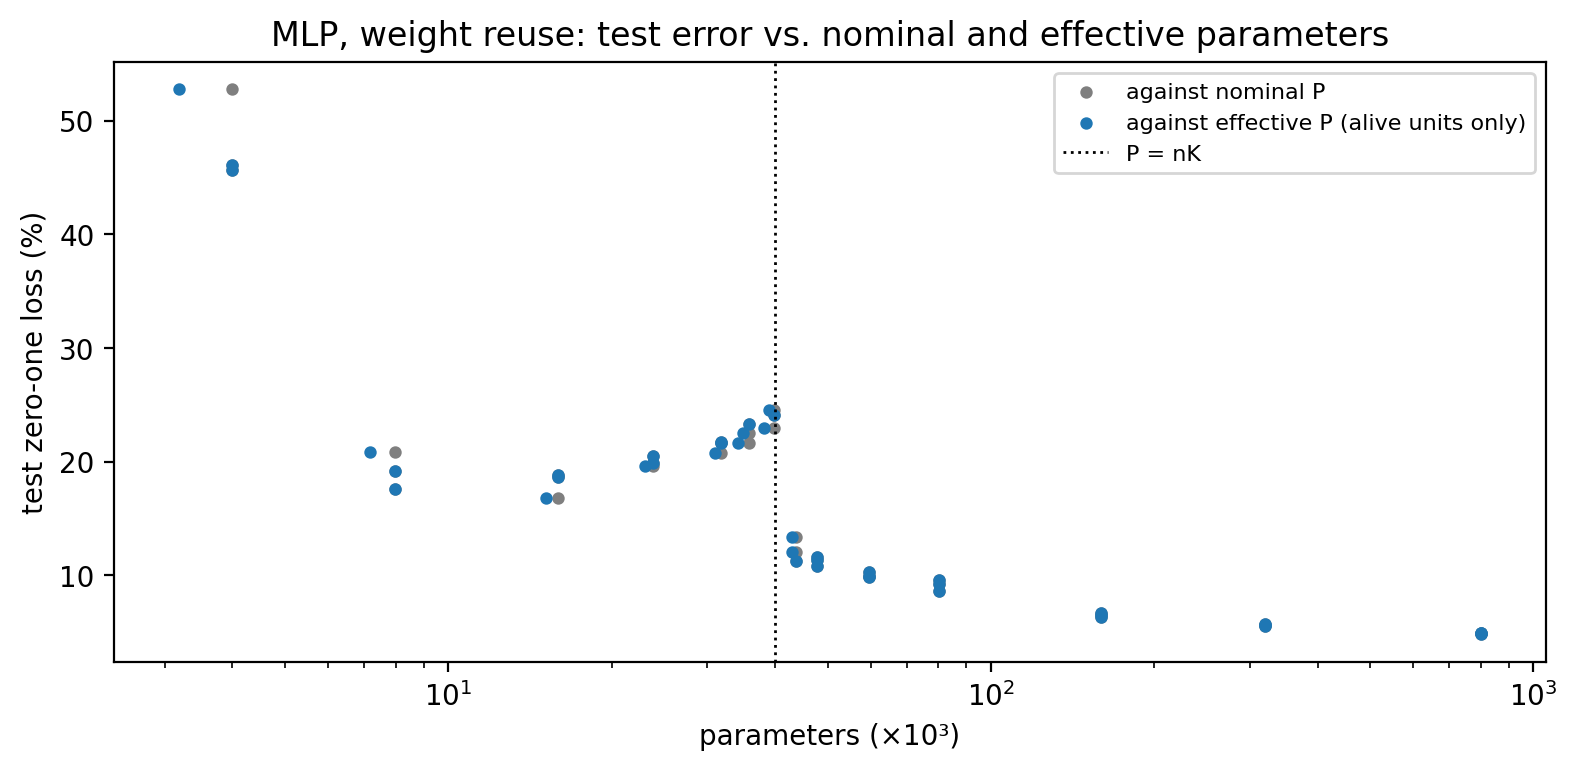 MLP, weight reuse: test error vs. nominal and effective parameters
against nominal P
against effective P (alive units only)
P = nK
test zero-one loss (%)
50
40
30
20
10
10¹
10²
10³
parameters (×10³)